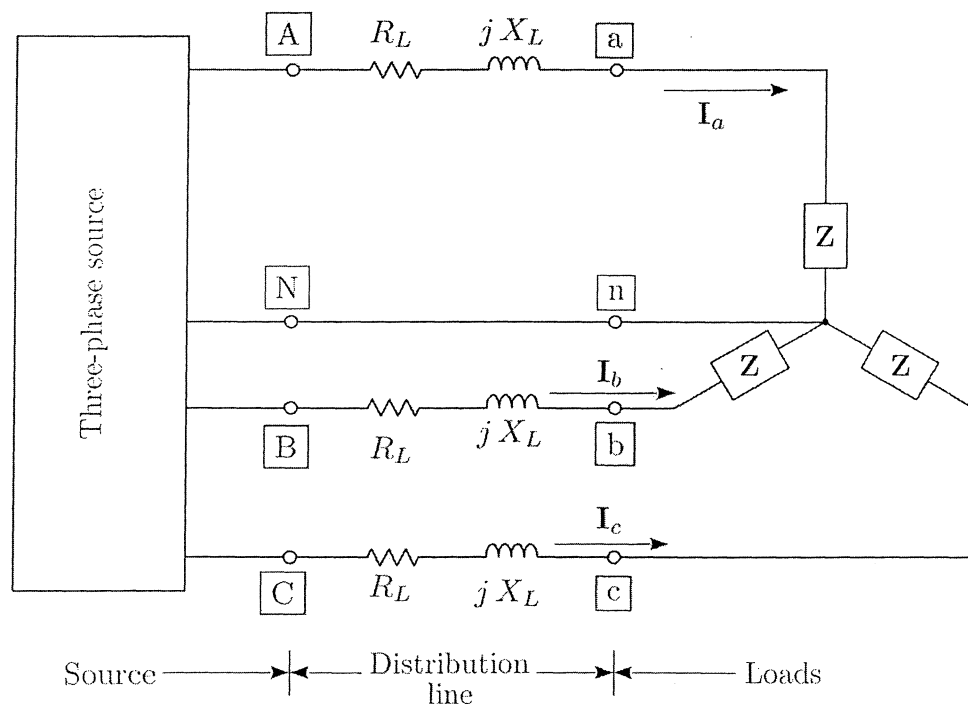 A
R_L
j X_L
a
I_a
Three-phase source
Z
N
n
Z
Z
I_b
B
R_L
j X_L
b
I_c
C
R_L
j X_L
c
Source
Distribution
line
Loads